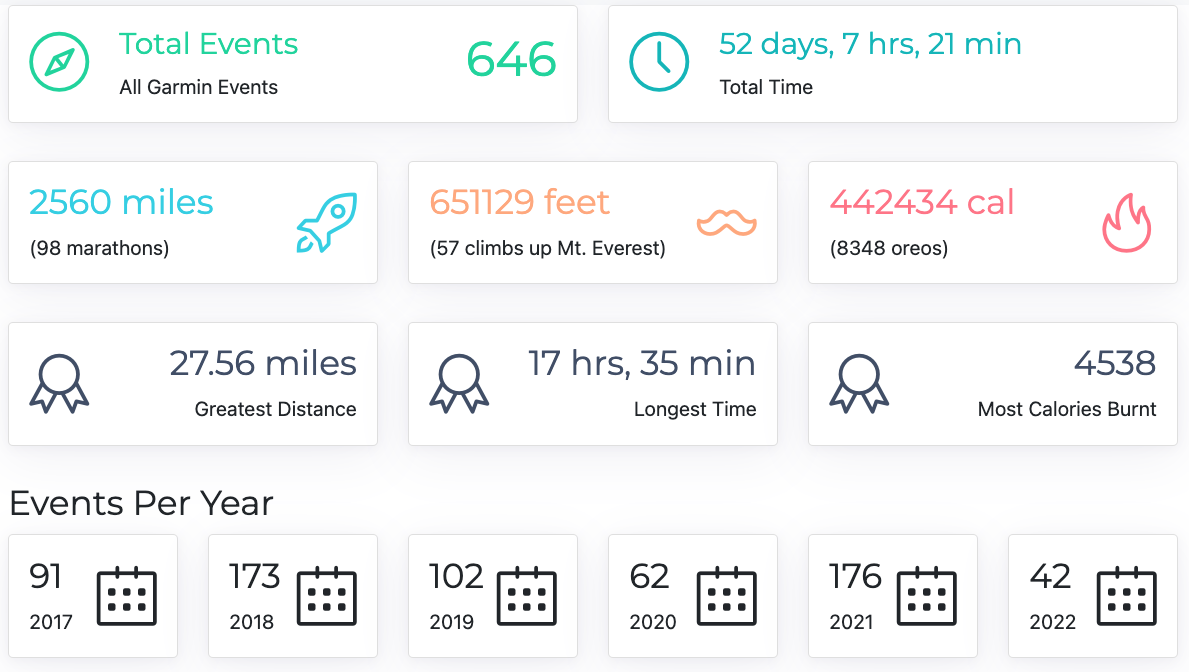 Total Events
646
All Garmin Events
52 days, 7 hrs, 21 min
Total Time
2560 miles
(98 marathons)
651129 feet
(57 climbs up Mt. Everest)
442434 cal
(8348 oreos)
27.56 miles
Greatest Distance
17 hrs, 35 min
Longest Time
4538
Most Calories Burnt
Events Per Year
91
2017
173
2018
102
2019
62
2020
176
2021
42
2022